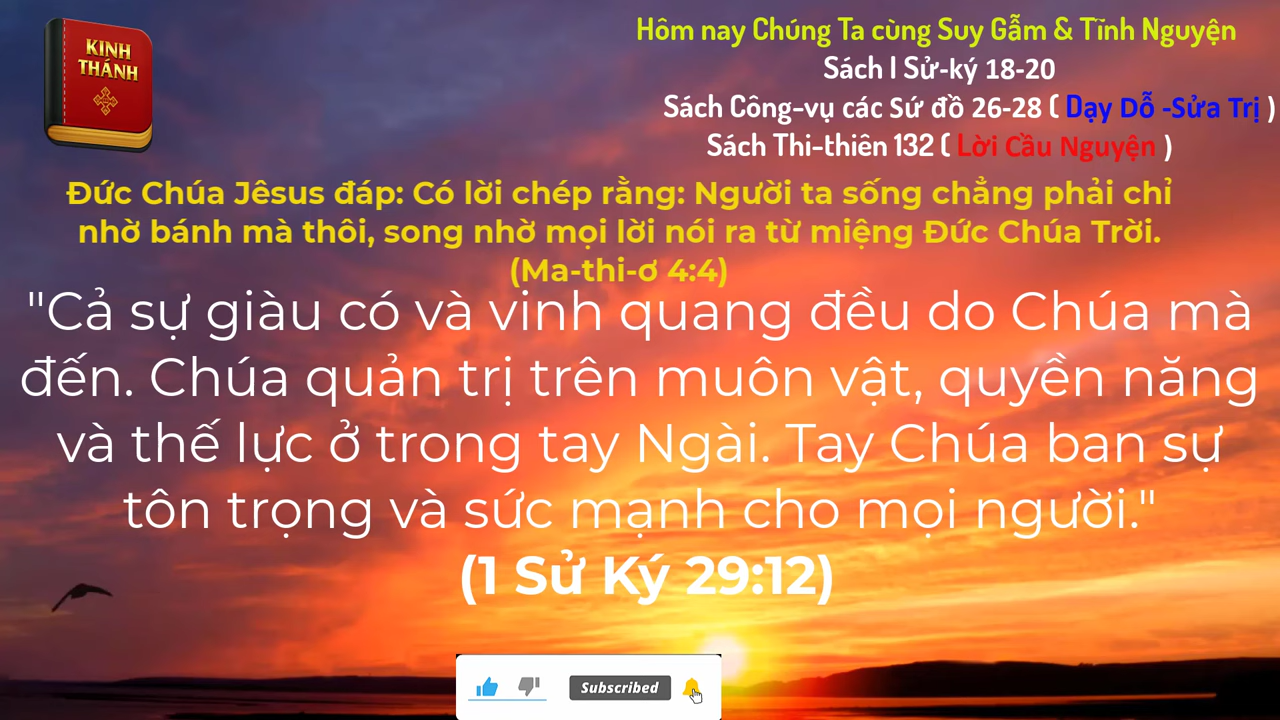 KINH
THÁNH
Hôm nay Chúng Ta cùng Suy Gẫm & Tĩnh Nguyện
Sách I Sử-ký 18-20
Sách Công-vụ các Sứ đồ 26-28 ( Dạy Dỗ -Sửa Trị )
Sách Thi-thiên 132 ( Lời Cầu Nguyện )
Đức Chúa Jêsus đáp: Có lời chép rằng: Người ta sống chẳng phải chỉ
nhờ bánh mà thôi, song nhờ mọi lời nói ra từ miệng Đức Chúa Trời.
(Ma-thi-ơ 4:4)
"Cả sự giàu có và vinh quang đều do Chúa mà
đến. Chúa quản trị trên muôn vật, quyền năng
và thế lực ở trong tay Ngài. Tay Chúa ban sự
tôn trọng và sức mạnh cho mọi người."
(1 Sử Ký 29:12)
Subscribed